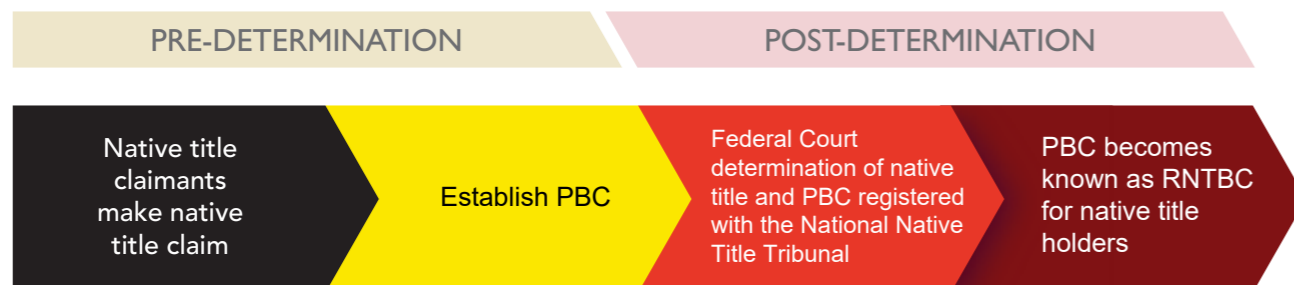 PRE-DETERMINATION
POST-DETERMINATION
Native title
claimants
make native
title claim
Establish PBC
Federal Court
determination of native
title and PBC registered
with the National Native
Title Tribunal
PBC becomes
known as RNTBC
for native title
holders